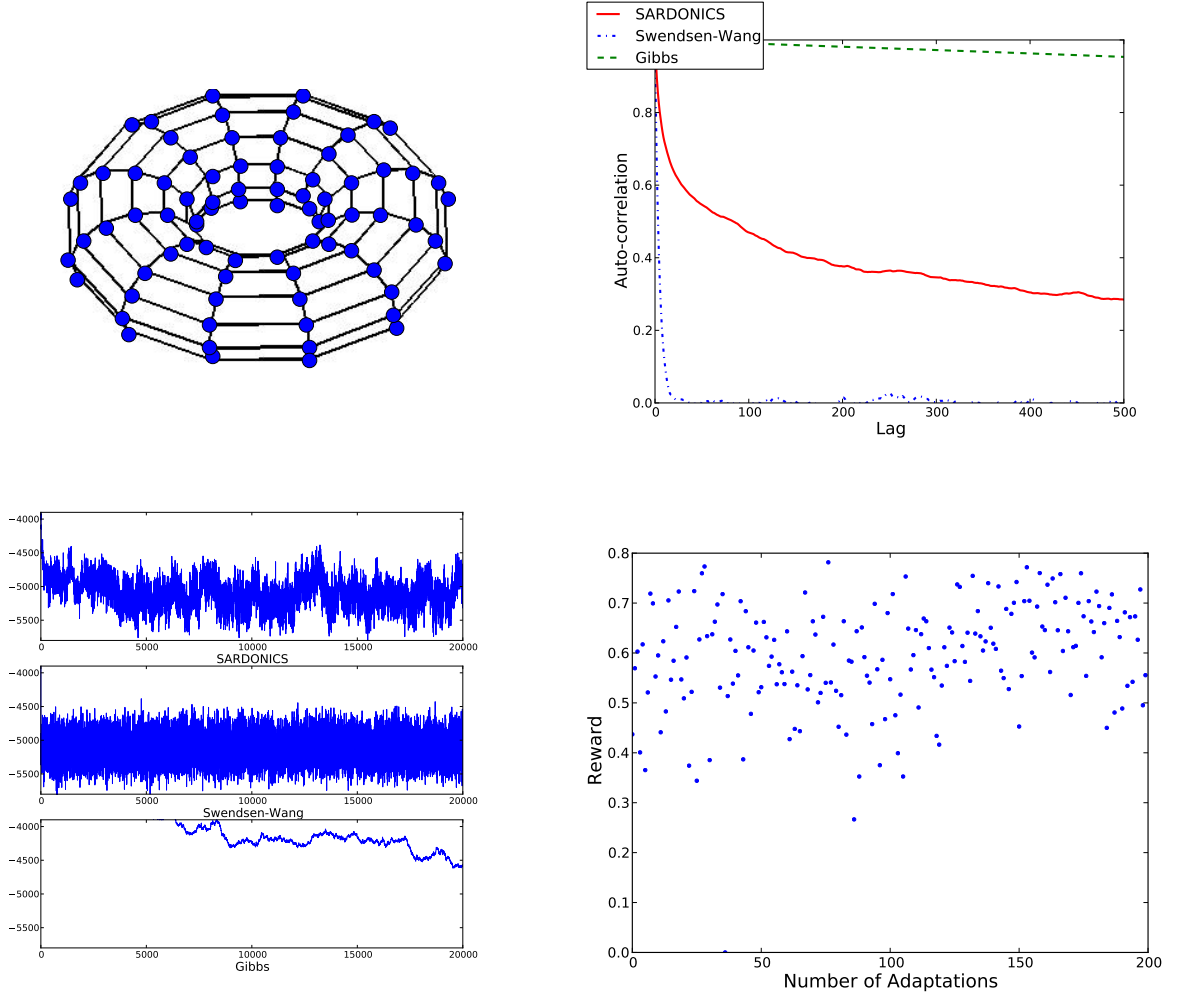 SARDONICS
Swendsen-Wang
Gibbs
0.8
0.6
0.4
0.2
0.0
0 100 200 300 400 500
Auto-correlation
Lag
−4000
−4500
−5000
−5500
0 5000 10000 15000 20000
SARDONICS
−4000
−4500
−5000
−5500
0 5000 10000 15000 20000
Swendsen-Wang
−4000
−4500
−5000
−5500
0 5000 10000 15000 20000
Gibbs
0.8
0.7
0.6
0.5
0.4
0.3
0.2
0.1
0.0
0 50 100 150 200
Reward
Number of Adaptations